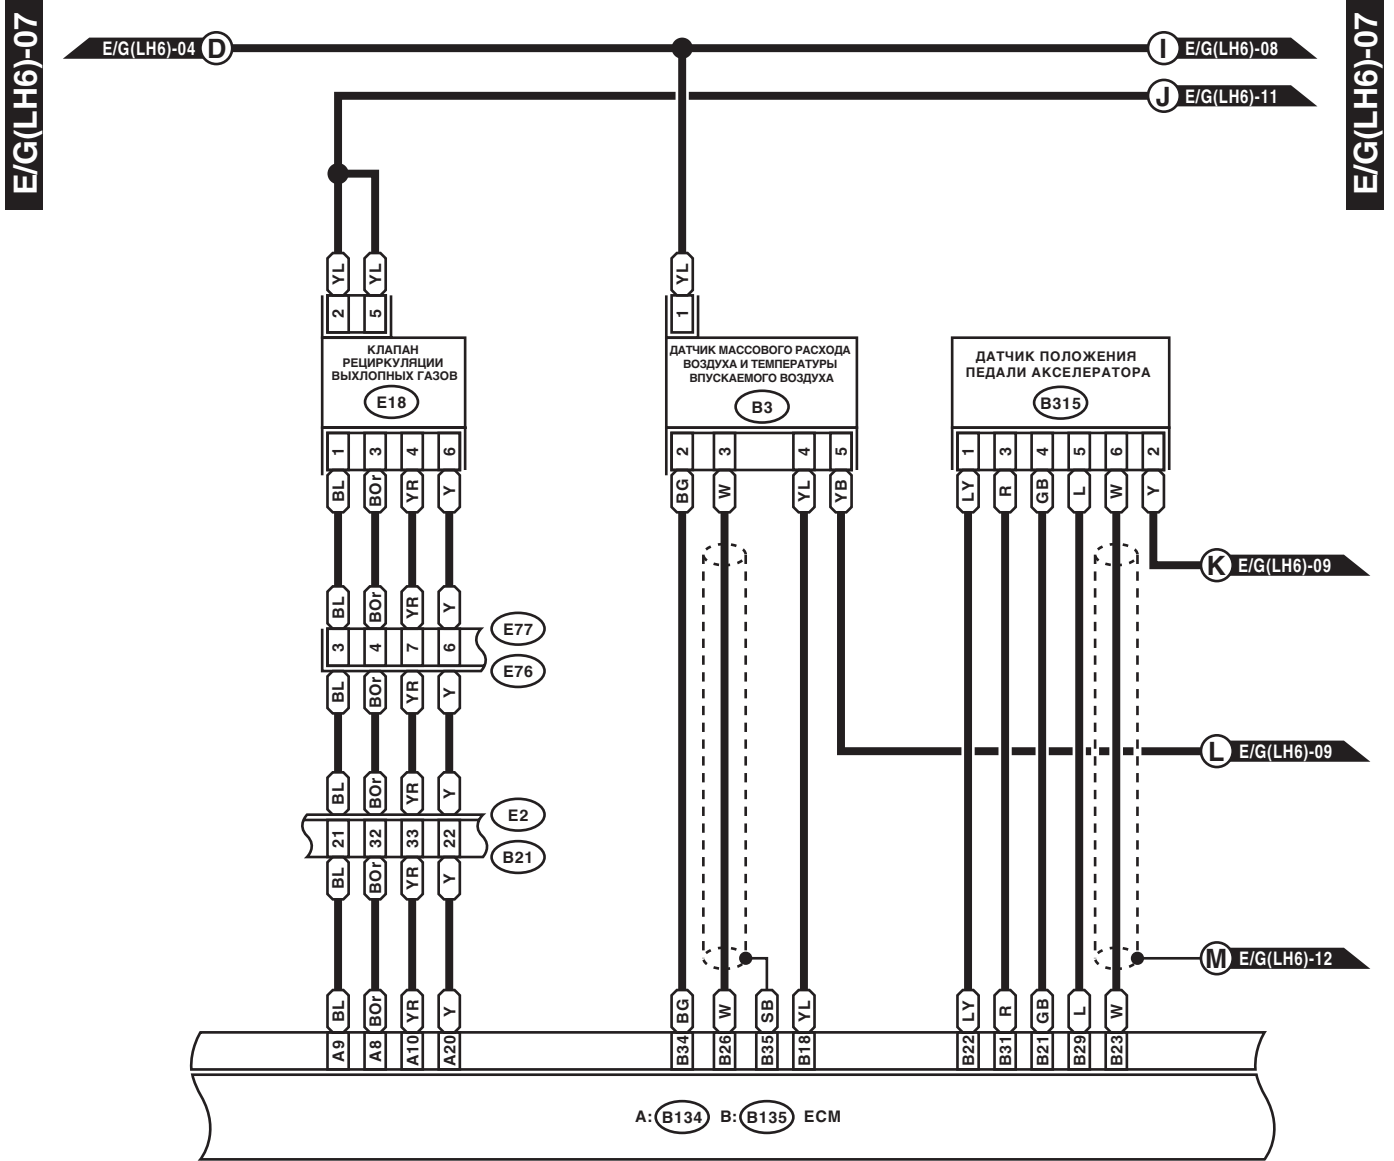 E/G(LH6)-07
E/G(LH6)-07
E/G(LH6)-04 D
I E/G(LH6)-08
J E/G(LH6)-11
YL YL YL
2 5 1
КЛАПАН
РЕЦИРКУЛЯЦИИ
ВЫХЛОПНЫХ ГАЗОВ
E18
ДАТЧИК МАССОВОГО РАСХОДА
ВОЗДУХА И ТЕМПЕРАТУРЫ
ВПУСКАЕМОГО ВОЗДУХА
B3
ДАТЧИК ПОЛОЖЕНИЯ
ПЕДАЛИ АКСЕЛЕРАТОРА
B315
1 3 4 6 2 3 4 5 1 3 4 5 6 2
BL BOr YR Y BG W YL YB LY R GB L W Y
K E/G(LH6)-09
BL BOr YR Y
E77
3 4 7 6
E76
BL BOr YR Y
L E/G(LH6)-09
BL BOr YR Y
E2
21 32 33 22
B21
BL BOr YR Y
M E/G(LH6)-12
BL BOr YR Y BG W SB YL LY R GB L W
A9 A8 A10 A20 B34 B26 B35 B18 B22 B31 B21 B29 B23
A: B134 B: B135 ECM